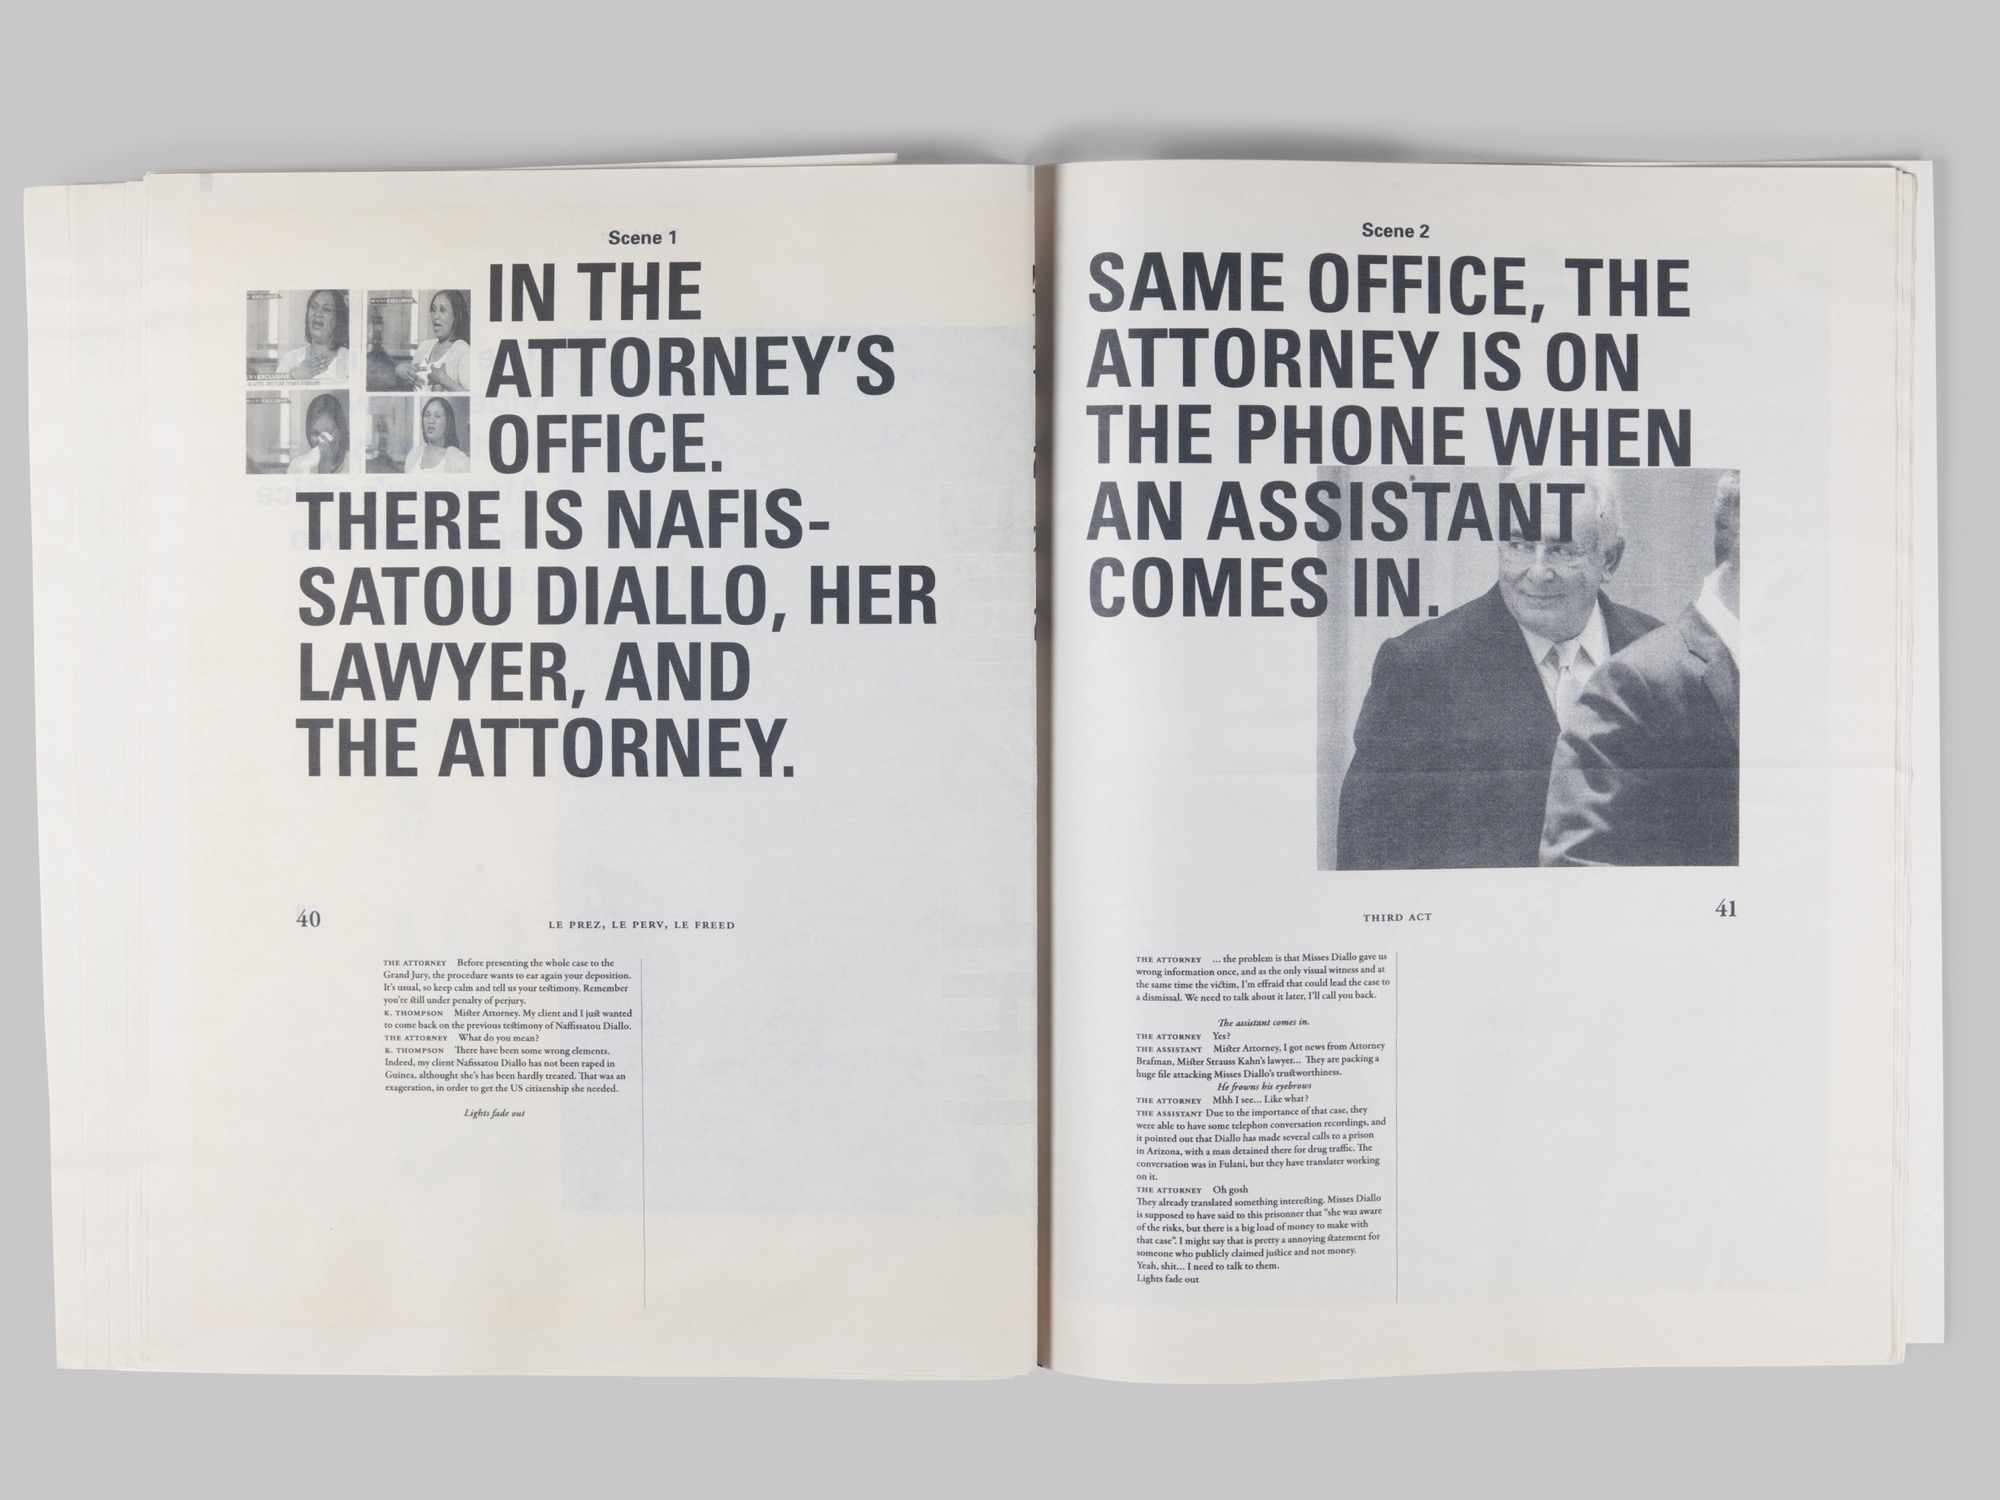 Scene 1
IN THE
ATTORNEY'S
OFFICE.
THERE IS NAFIS-
SATOU DIALLO, HER
LAWYER, AND
THE ATTORNEY.
40
LE PREZ, LE PERV, LE FREED
THE ATTORNEY Before presenting the whole case to the
Grand Jury, the procedure wants to ear again your deposition.
It's usual, so keep calm and tell us your testimony. Remember
you're still under penalty of perjury.
K. THOMPSON Mister Attorney. My client and I just wanted
to come back on the previous testimony of Naffissatou Diallo.
THE ATTORNEY What do you mean?
K. THOMPSON There have been some wrong elements.
Indeed, my client Nafissatou Diallo has not been raped in
Guinea, althought she's has been hardly treated. That was an
exageration, in order to get the US citizenship she needed.
Lights fade out
Scene 2
SAME OFFICE, THE
ATTORNEY IS ON
THE PHONE WHEN
AN ASSISTANT
COMES IN.
THIRD ACT
41
THE ATTORNEY ... the problem is that Misses Diallo gave us
wrong information once, and as the only visual witness and at
the same time the victim, I'm effraid that could lead the case to
a dismissal. We need to talk about it later, I'll call you back.
The assistant comes in.
THE ATTORNEY Yes?
THE ASSISTANT Mister Attorney, I got news from Attorney
Brafman, Mister Strauss Kahn's lawyer... They are packing a
huge file attacking Misses Diallo's trustworthiness.
He frowns his eyebrows
THE ATTORNEY Mhh I see... Like what?
THE ASSISTANT Due to the importance of that case, they
were able to have some telephon conversation recordings, and
it pointed out that Diallo has made several calls to a prison
in Arizona, with a man detained there for drug traffic. The
conversation was in Fulani, but they have translater working
on it.
THE ATTORNEY Oh gosh
They already translated something interesting. Misses Diallo
is supposed to have said to this prisonner that "she was aware
of the risks, but there is a big load of money to make with
that case". I might say that is pretty a annoying statement for
someone who publicly claimed justice and not money.
Yeah, shit... I need to talk to them.
Lights fade out